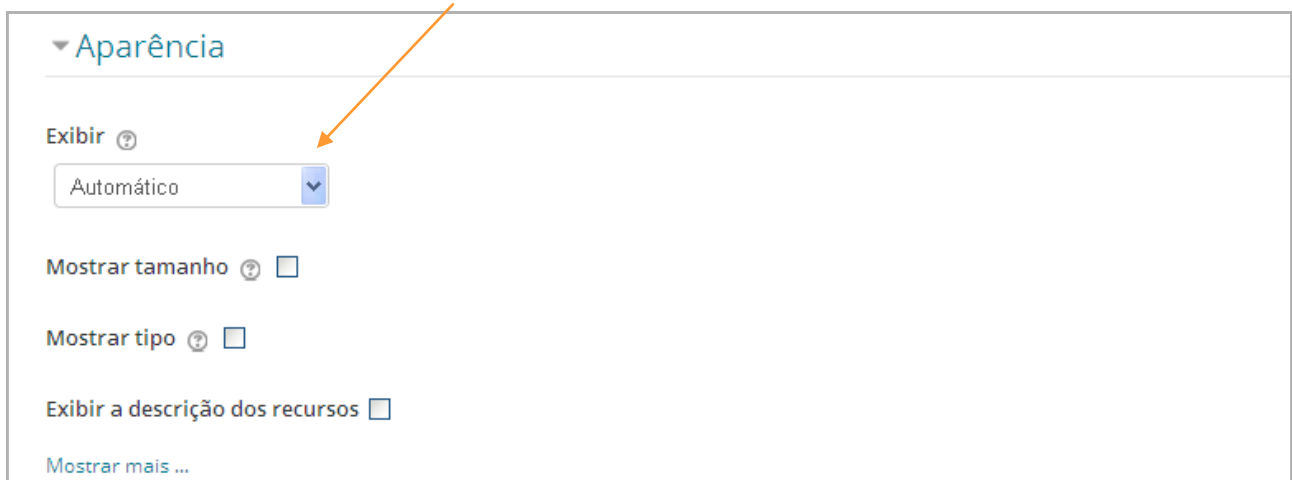 Aparência
Exibir
Automático
Mostrar tamanho
Mostrar tipo
Exibir a descrição dos recursos
Mostrar mais ...